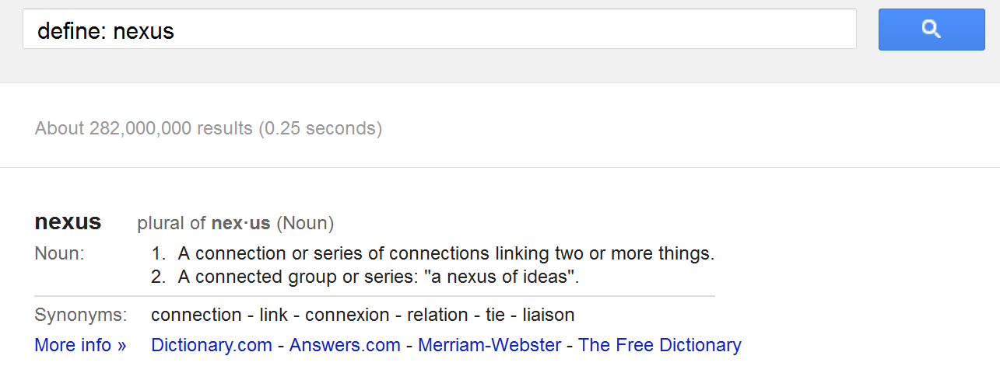 define: nexus
About 282,000,000 results (0.25 seconds)
nexus plural of nex·us (Noun)
Noun: 1. A connection or series of connections linking two or more things.
2. A connected group or series: "a nexus of ideas".
Synonyms: connection - link - connexion - relation - tie - liaison
More info » Dictionary.com - Answers.com - Merriam-Webster - The Free Dictionary